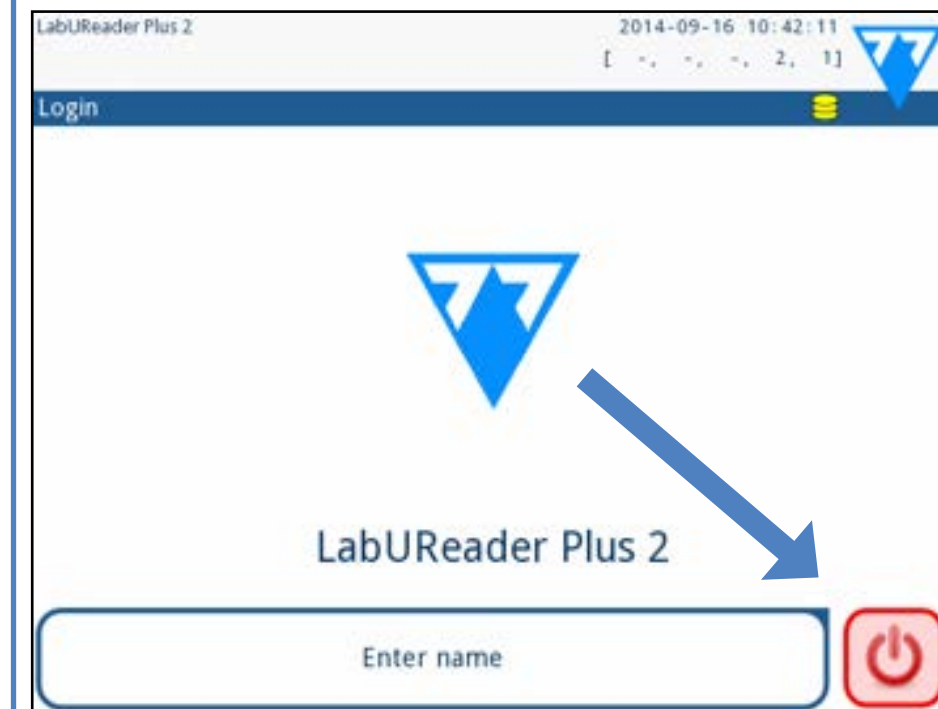 LabUReader Plus 2
2014-09-16 10:42:11
[ -, -, -, 2, 1]
Login
LabUReader Plus 2
Enter name